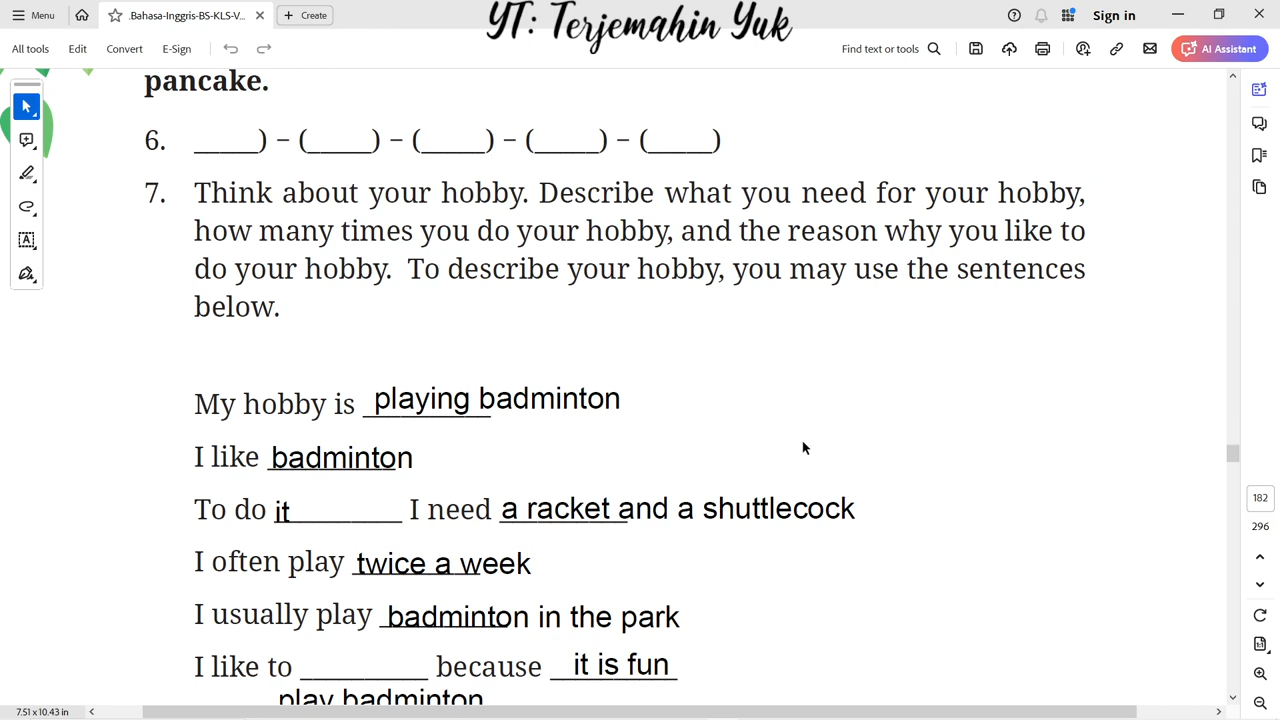 Menu
.Bahasa-Inggris-BS-KLS-V...
Create
YT: Terjemahin Yuk
Sign in
All tools
Edit
Convert
E-Sign
Find text or tools
AI Assistant
pancake.
6. _____) – (_____) – (_____) – (_____) – (_____)
7. Think about your hobby. Describe what you need for your hobby,
how many times you do your hobby, and the reason why you like to
do your hobby. To describe your hobby, you may use the sentences
below.
My hobby is playing badminton
I like badminton
To do it I need a racket and a shuttlecock
I often play twice a week
I usually play badminton in the park
I like to __________ because it is fun
play badminton
182
296
7.51 x 10.43 in